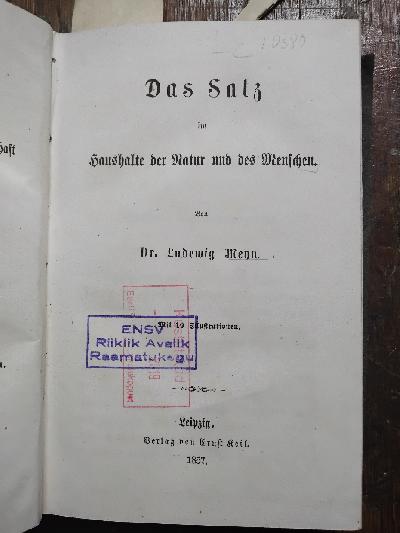 Das Salz
im
Haushalte der Natur und des Menschen.
Von
Dr. Ludwig Meyn.
Mit 19 Illustrationen.
ENSV
Riiklik Avalik
Raamatukogu
Leipzig.
Verlag von Ernst Keil.
1857.